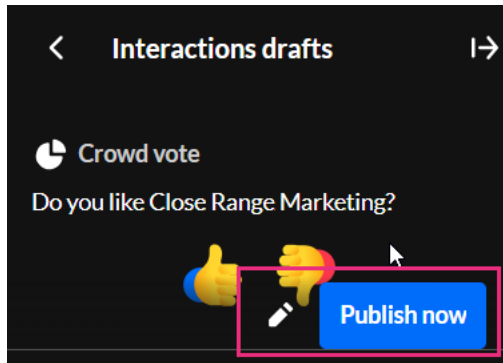 Interactions drafts
Crowd vote
Do you like Close Range Marketing?
Publish now